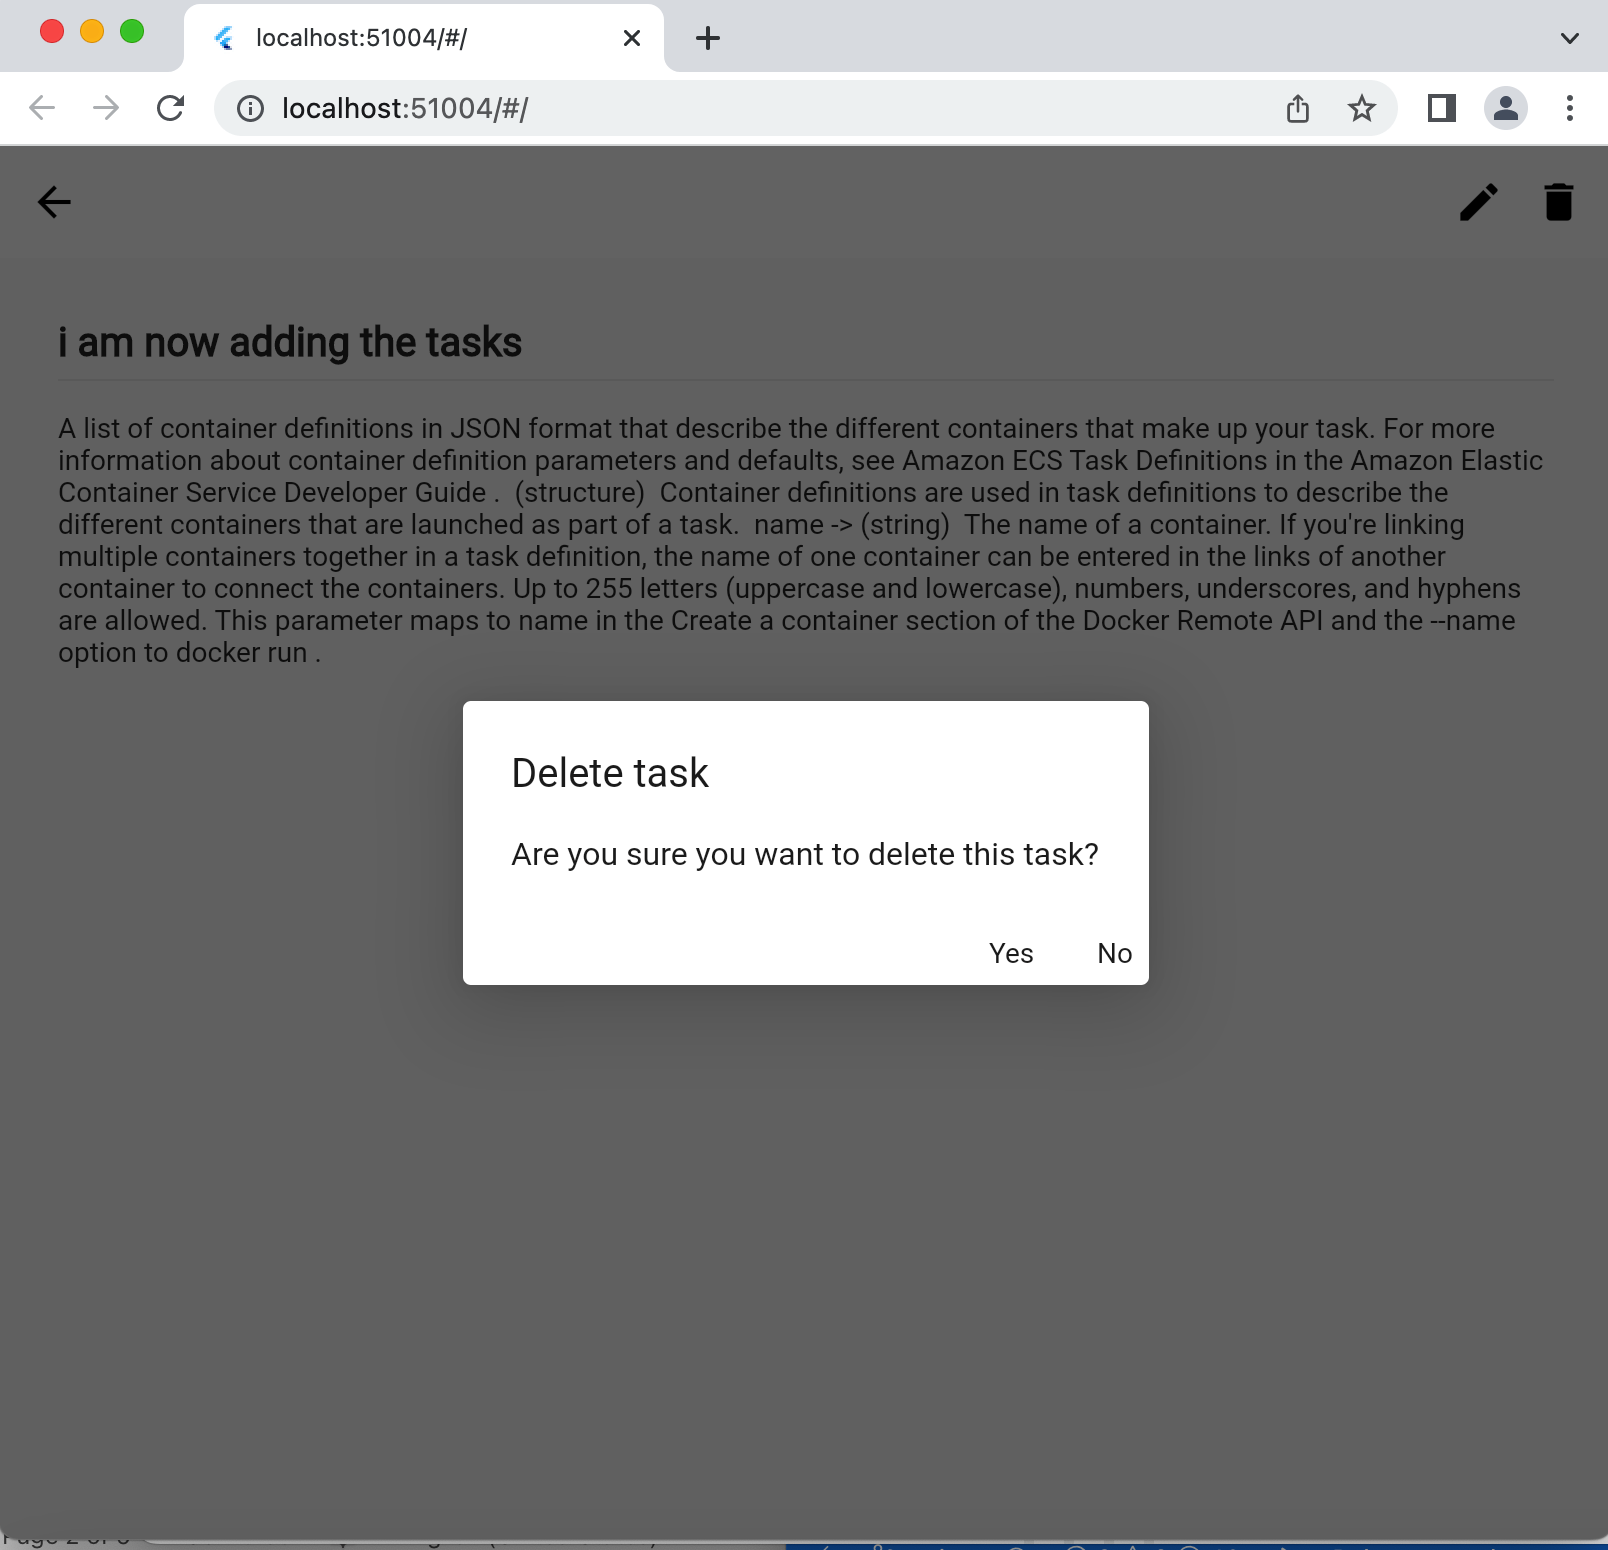 localhost:51004/#/
localhost:51004/#/
i am now adding the tasks
A list of container definitions in JSON format that describe the different containers that make up your task. For more
information about container definition parameters and defaults, see Amazon ECS Task Definitions in the Amazon Elastic
Container Service Developer Guide .  (structure)  Container definitions are used in task definitions to describe the
different containers that are launched as part of a task.  name -> (string)  The name of a container. If you're linking
multiple containers together in a task definition, the name of one container can be entered in the links of another
container to connect the containers. Up to 255 letters (uppercase and lowercase), numbers, underscores, and hyphens
are allowed. This parameter maps to name in the Create a container section of the Docker Remote API and the --name
option to docker run .
Delete task
Are you sure you want to delete this task?
Yes No